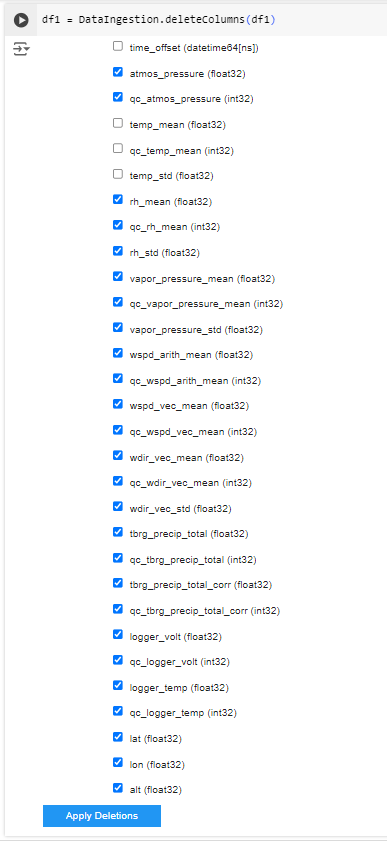 df1 = DataIngestion.deleteColumns(df1)
time_offset (datetime64[ns])
atmos_pressure (float32)
qc_atmos_pressure (int32)
temp_mean (float32)
qc_temp_mean (int32)
temp_std (float32)
rh_mean (float32)
qc_rh_mean (int32)
rh_std (float32)
vapor_pressure_mean (float32)
qc_vapor_pressure_mean (int32)
vapor_pressure_std (float32)
wspd_arith_mean (float32)
qc_wspd_arith_mean (int32)
wspd_vec_mean (float32)
qc_wspd_vec_mean (int32)
wdir_vec_mean (float32)
qc_wdir_vec_mean (int32)
wdir_vec_std (float32)
tbrg_precip_total (float32)
qc_tbrg_precip_total (int32)
tbrg_precip_total_corr (float32)
qc_tbrg_precip_total_corr (int32)
logger_volt (float32)
qc_logger_volt (int32)
logger_temp (float32)
qc_logger_temp (int32)
lat (float32)
lon (float32)
alt (float32)
Apply Deletions